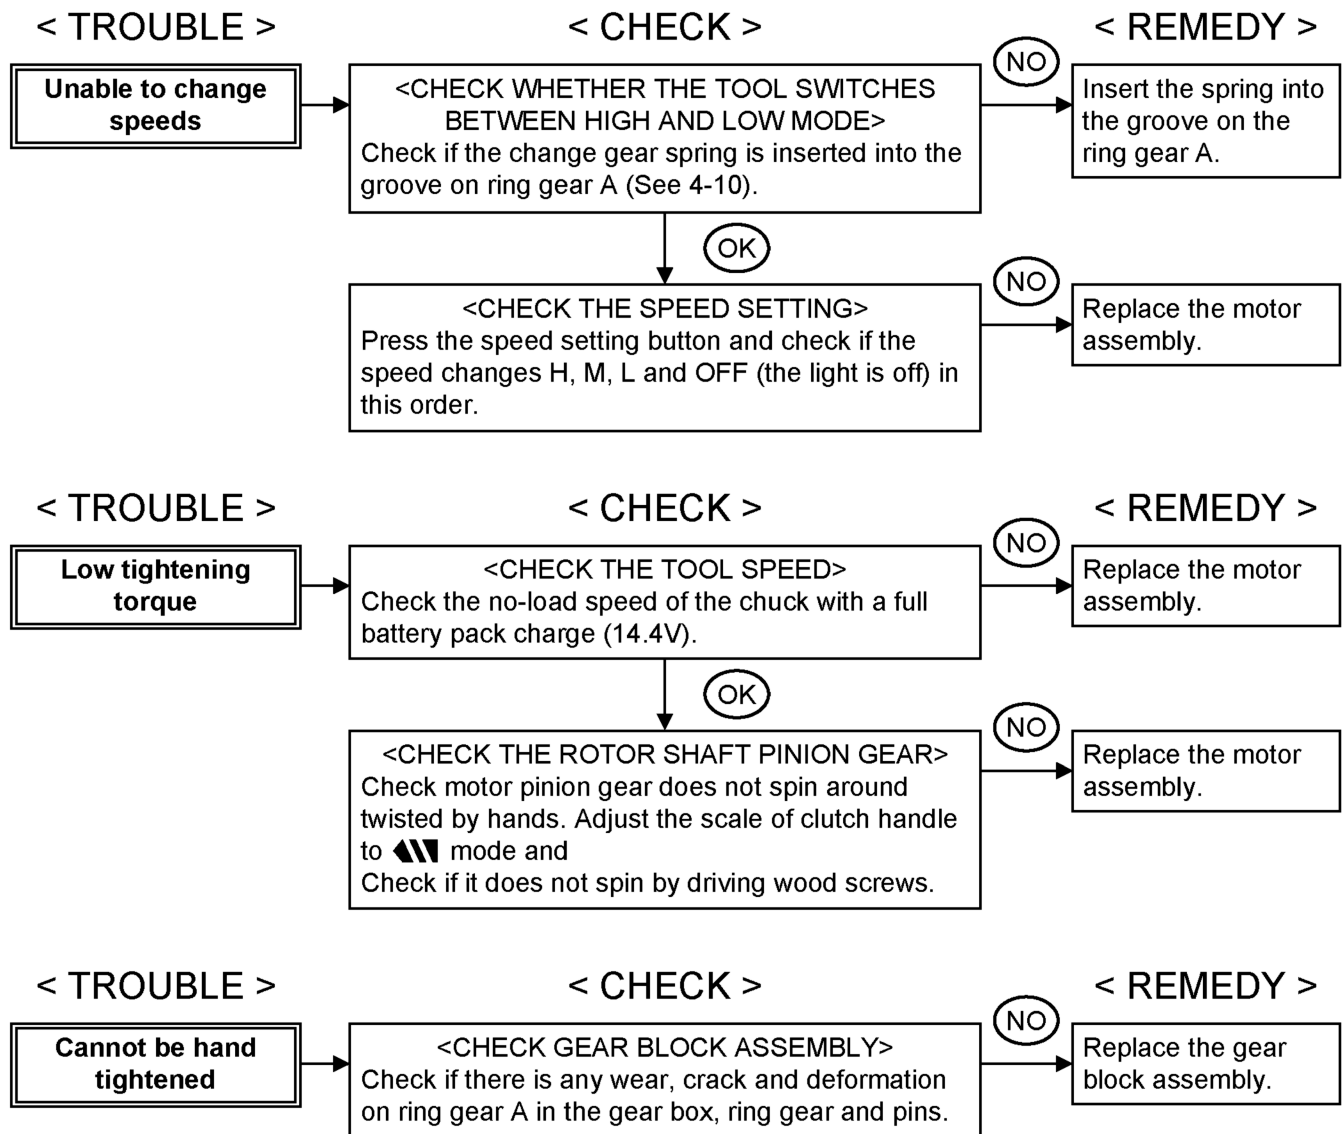 < TROUBLE >
< CHECK >
< REMEDY >
Unable to change
speeds
<CHECK WHETHER THE TOOL SWITCHES
BETWEEN HIGH AND LOW MODE>
Check if the change gear spring is inserted into the
groove on ring gear A (See 4-10).
NO
Insert the spring into
the groove on the
ring gear A.
OK
<CHECK THE SPEED SETTING>
Press the speed setting button and check if the
speed changes H, M, L and OFF (the light is off) in
this order.
NO
Replace the motor
assembly.
< TROUBLE >
< CHECK >
< REMEDY >
Low tightening
torque
<CHECK THE TOOL SPEED>
Check the no-load speed of the chuck with a full
battery pack charge (14.4V).
NO
Replace the motor
assembly.
OK
<CHECK THE ROTOR SHAFT PINION GEAR>
Check motor pinion gear does not spin around
twisted by hands. Adjust the scale of clutch handle
to mode and
Check if it does not spin by driving wood screws.
NO
Replace the motor
assembly.
< TROUBLE >
< CHECK >
< REMEDY >
Cannot be hand
tightened
<CHECK GEAR BLOCK ASSEMBLY>
Check if there is any wear, crack and deformation
on ring gear A in the gear box, ring gear and pins.
NO
Replace the gear
block assembly.